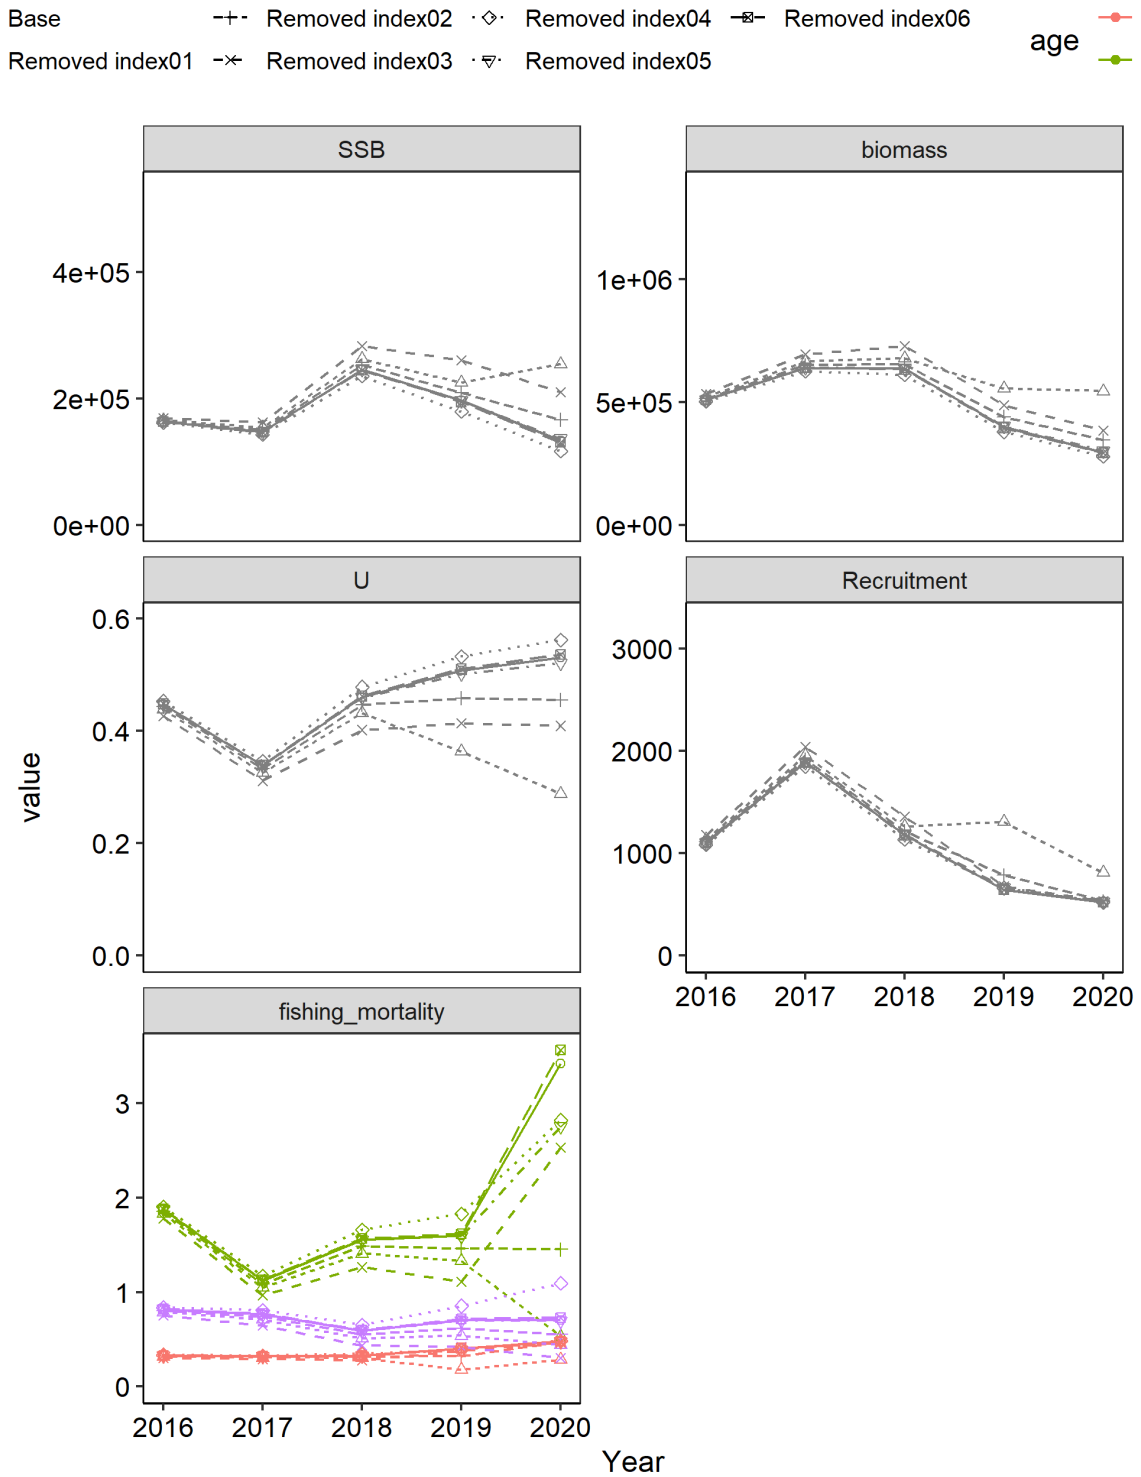 Base Removed index02 Removed index04 Removed index06
age
Removed index01 Removed index03 Removed index05
SSB biomass
4e+05 1e+06
2e+05 5e+05
0e+00 0e+00
U Recruitment
0.6 3000
0.4 2000
0.2 1000
0.0 0
value
2016 2017 2018 2019 2020
fishing_mortality
3
2
1
0
2016 2017 2018 2019 2020
Year